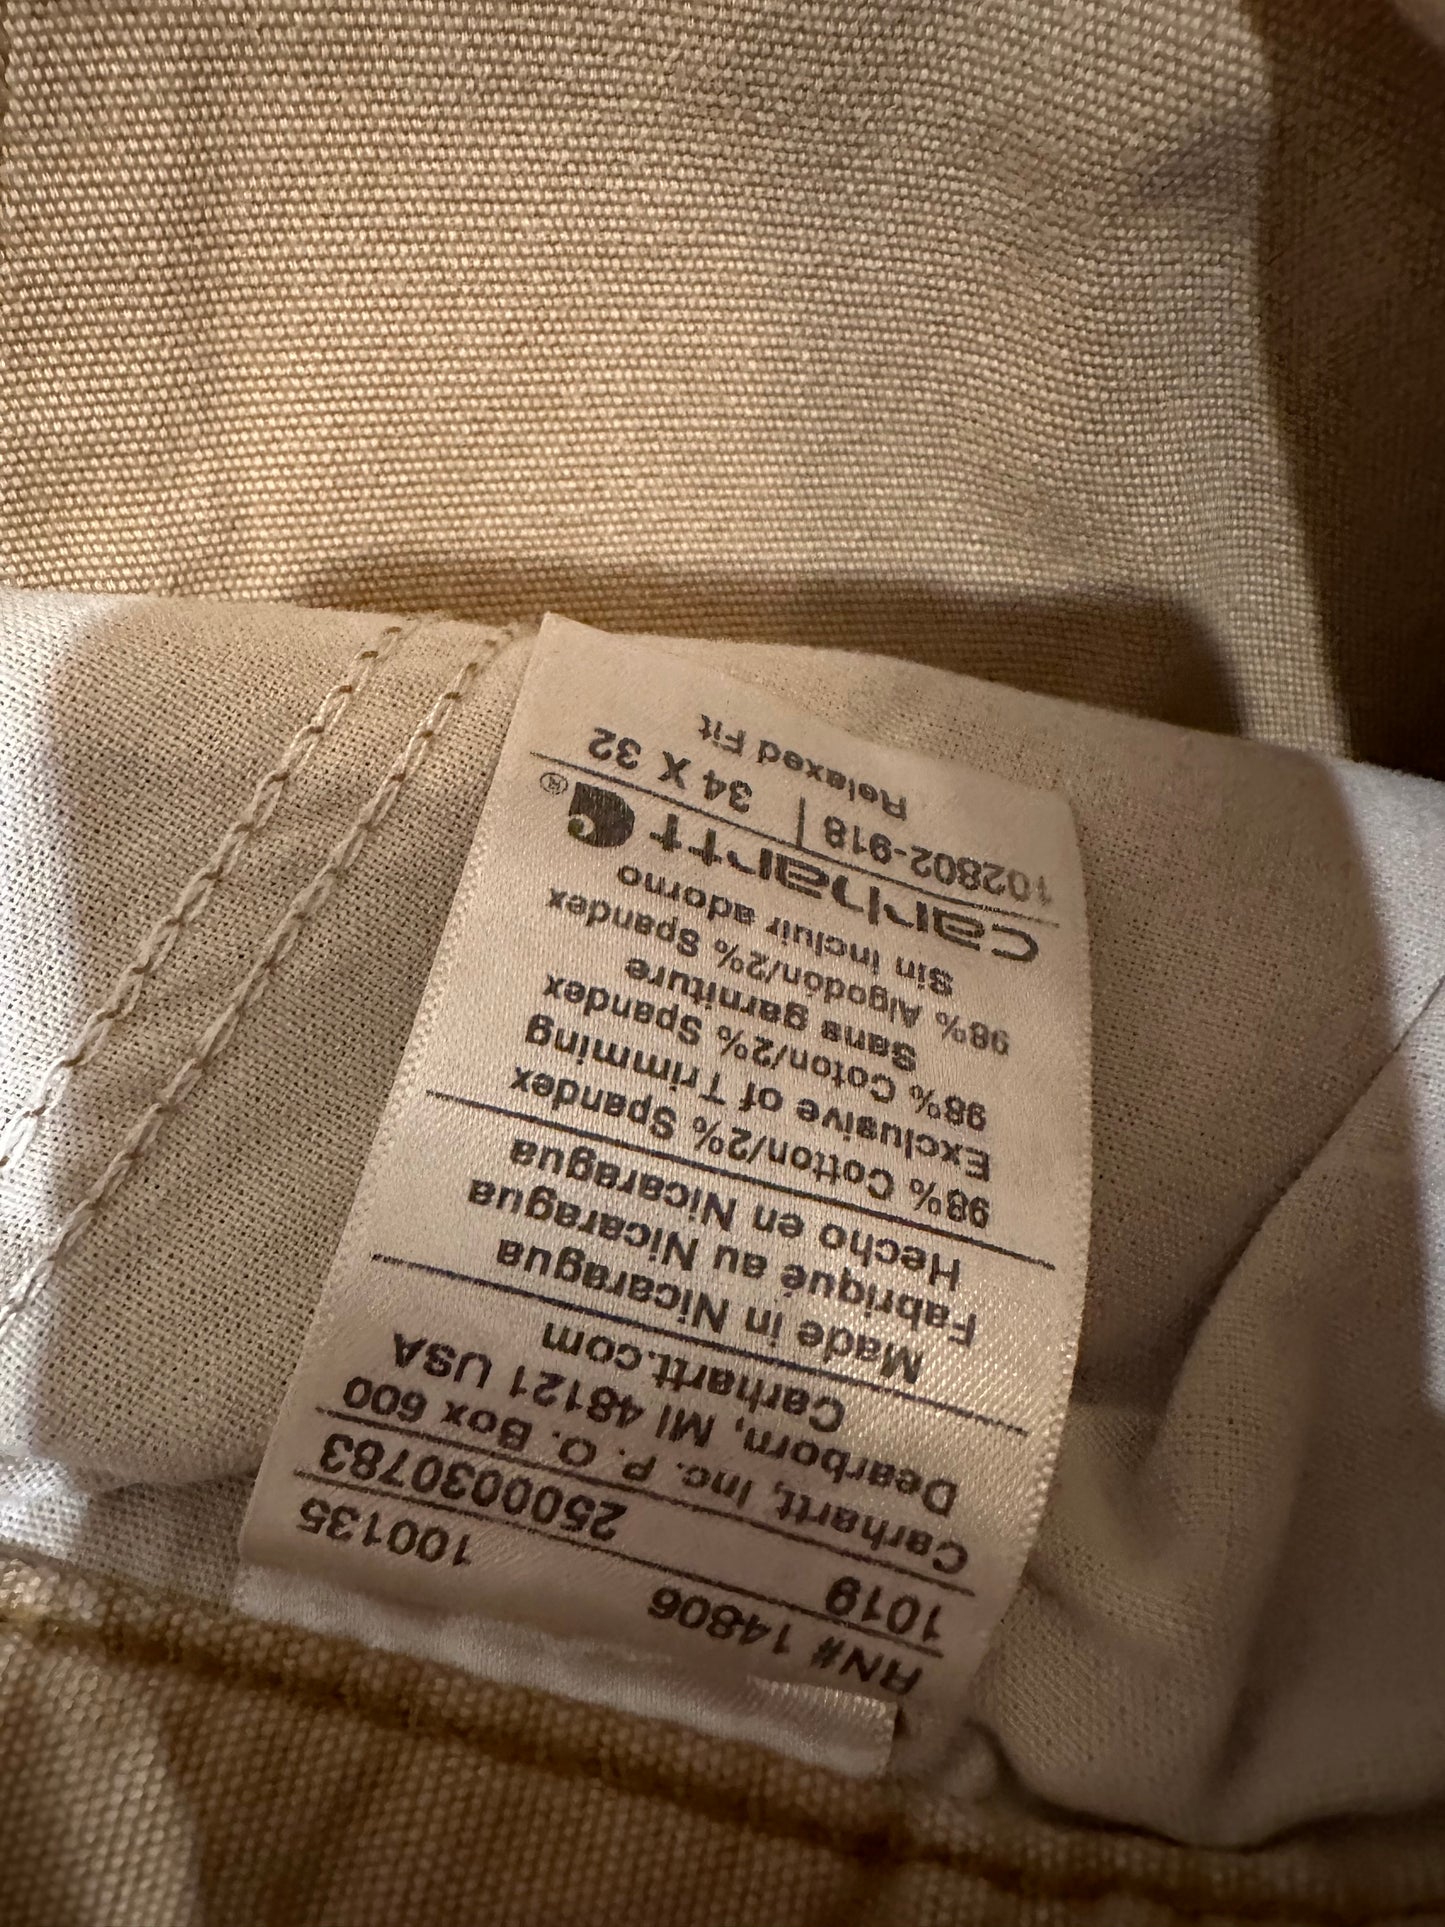 RN# 14806 100135
1019 2500030783
Carhartt, Inc. P. O. Box 600
Dearborn, MI 48121 USA
Carhartt.com
Made in Nicaragua
Fabriqué au Nicaragua
Hecho en Nicaragua
98% Cotton/2% Spandex
Exclusive of Trimming
98% Coton/2% Spandex
Sans garniture
98% Algodón/2% Spandex
Sin incluir adorno
carhartt ®
102802-918 | 34 X 32
Relaxed Fit